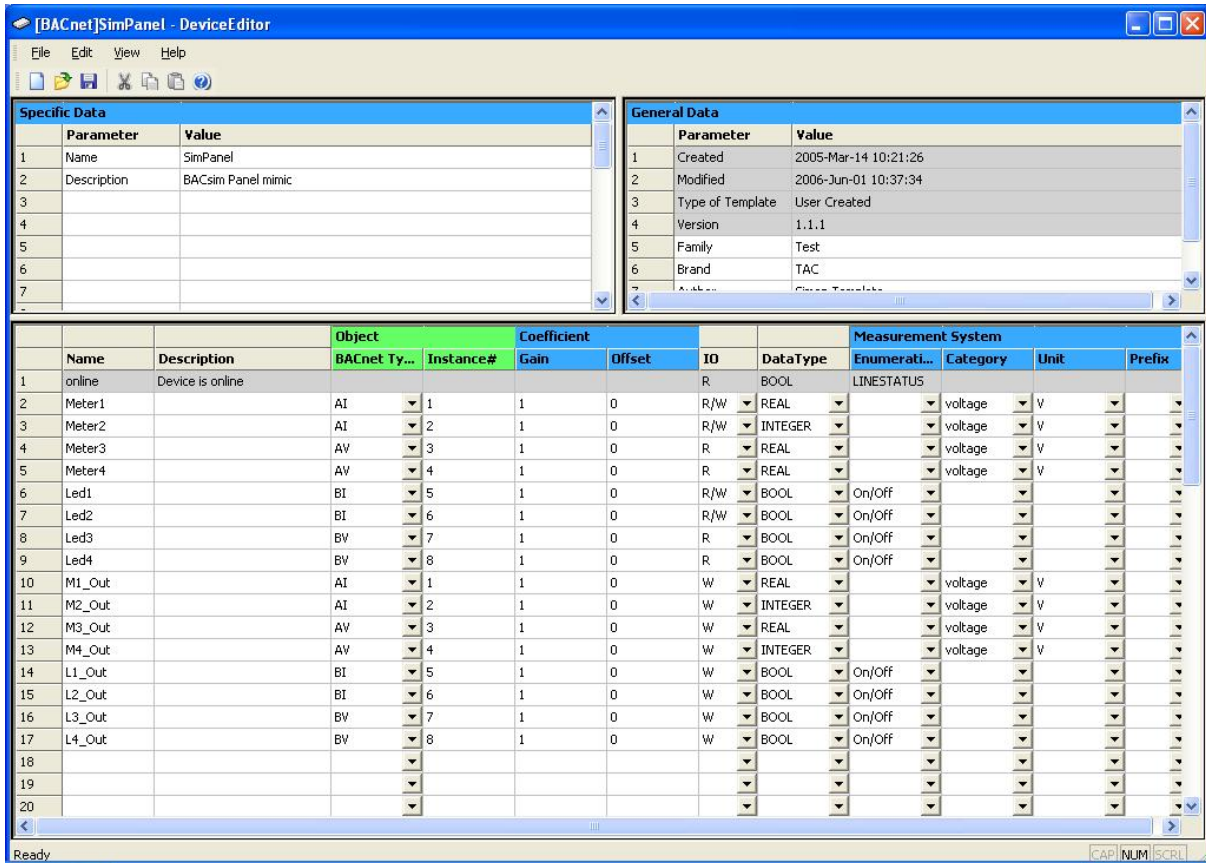 [BACnet]SimPanel - DeviceEditor
File Edit View Help
Specific Data
Parameter Value
1 Name SimPanel
2 Description BACsim Panel mimic
3
4
5
6
7
General Data
Parameter Value
1 Created 2005-Mar-14 10:21:26
2 Modified 2006-Jun-01 10:37:34
3 Type of Template User Created
4 Version 1.1.1
5 Family Test
6 Brand TAC
Object Coefficient Measurement System
Name Description BACnet Ty... Instance# Gain Offset IO DataType Enumerati... Category Unit Prefix
1 online Device is online R BOOL LINESTATUS
2 Meter1 AI 1 1 0 R/W REAL voltage V
3 Meter2 AI 2 1 0 R/W INTEGER voltage V
4 Meter3 AV 3 1 0 R REAL voltage V
5 Meter4 AV 4 1 0 R REAL voltage V
6 Led1 BI 5 1 0 R/W BOOL On/Off
7 Led2 BI 6 1 0 R/W BOOL On/Off
8 Led3 BV 7 1 0 R BOOL On/Off
9 Led4 BV 8 1 0 R BOOL On/Off
10 M1_Out AI 1 1 0 W REAL voltage V
11 M2_Out AI 2 1 0 W INTEGER voltage V
12 M3_Out AV 3 1 0 W REAL voltage V
13 M4_Out AV 4 1 0 W INTEGER voltage V
14 L1_Out BI 5 1 0 W BOOL On/Off
15 L2_Out BI 6 1 0 W BOOL On/Off
16 L3_Out BV 7 1 0 W BOOL On/Off
17 L4_Out BV 8 1 0 W BOOL On/Off
18
19
20
Ready CAP NUM SCRL